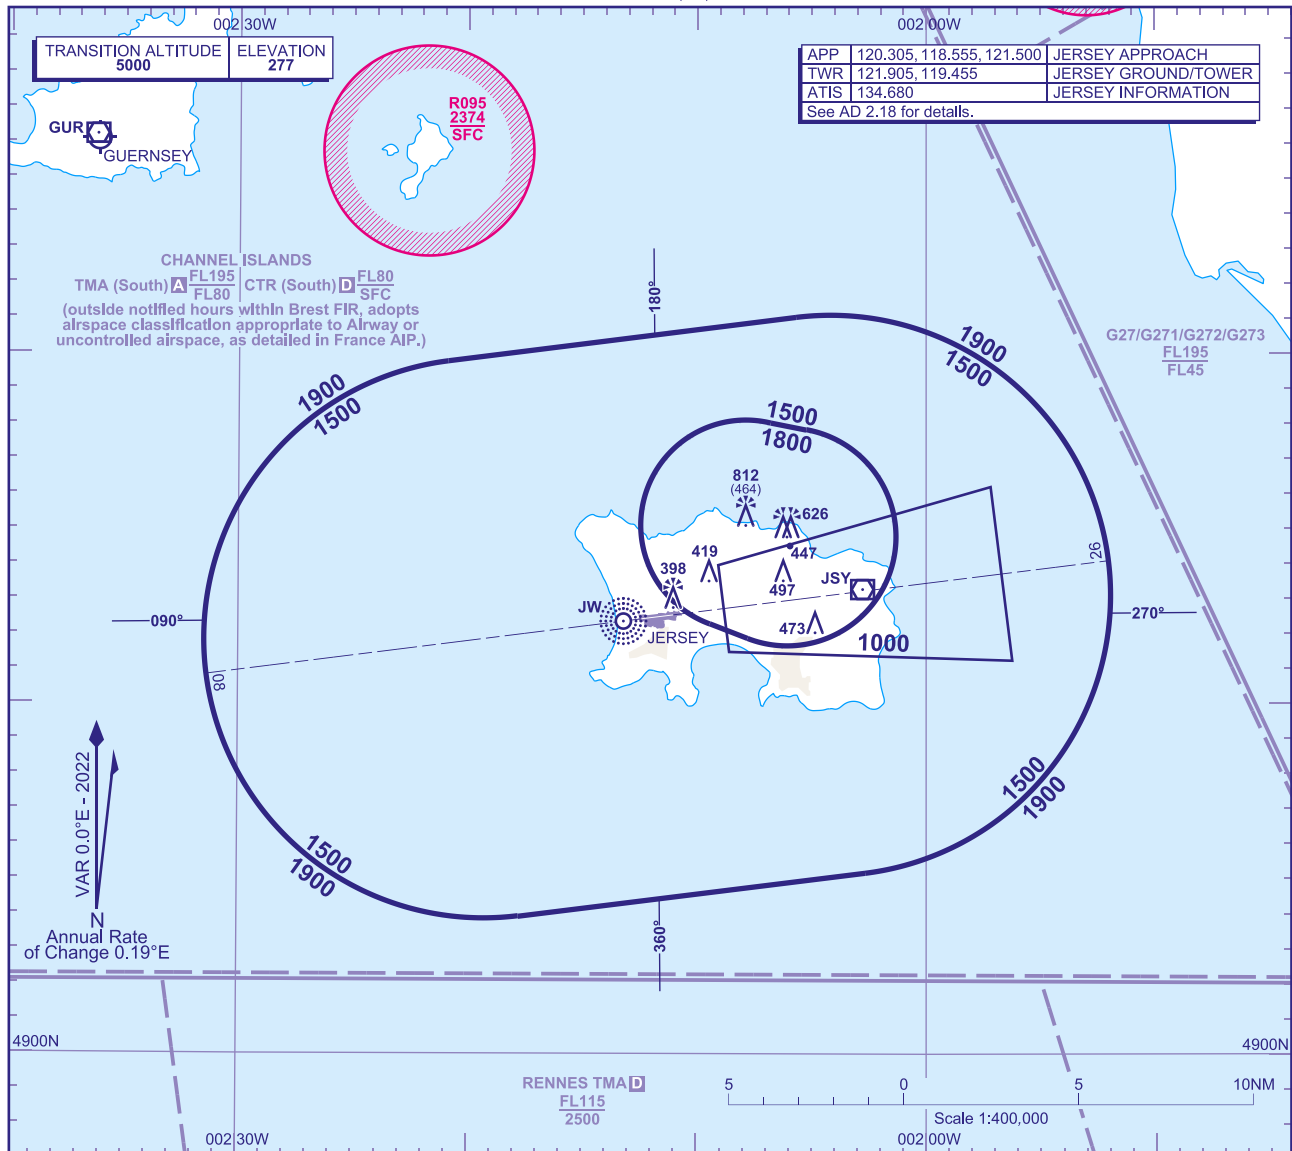 002 30W
002 00W
TRANSITION ALTITUDE
5000
ELEVATION
277
APP 120.305, 118.555, 121.500 JERSEY APPROACH
TWR 121.905, 119.455 JERSEY GROUND/TOWER
ATIS 134.680 JERSEY INFORMATION
See AD 2.18 for details.
R095
2374
SFC
GUR
GUERNSEY
CHANNEL ISLANDS
TMA (South) A FL195 CTR (South) D FL80
FL80 SFC
(outside notified hours within Brest FIR, adopts
airspace classification appropriate to Airway or
uncontrolled airspace, as detailed in France AIP.)
180°
G27/G271/G272/G273
FL195
FL45
1900
1500
1900
1500
1500
1800
812
(464)
626
447
419
497
398
JSY
JW
JERSEY
473
1000
26
090°
270°
08
VAR 0.0°E - 2022
N
Annual Rate
of Change 0.19°E
1500
1900
1500
1900
360°
4900N
4900N
RENNES TMA D
FL115
2500
5 0 5 10NM
Scale 1:400,000
002 30W
002 00W